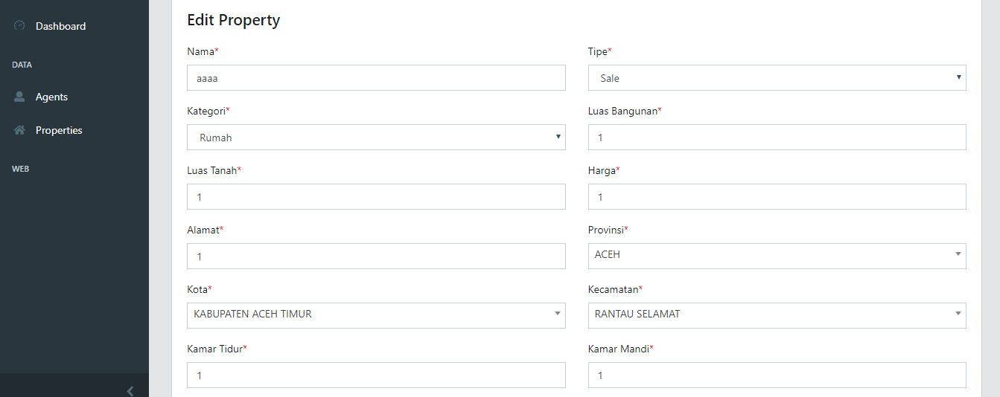 Dashboard
DATA
Agents
Properties
WEB
Edit Property
Nama*
Tipe*
aaaa
Sale
Kategori*
Luas Bangunan*
Rumah
1
Luas Tanah*
Harga*
1
1
Alamat*
Provinsi*
1
ACEH
Kota*
Kecamatan*
KABUPATEN ACEH TIMUR
RANTAU SELAMAT
Kamar Tidur*
Kamar Mandi*
1
1